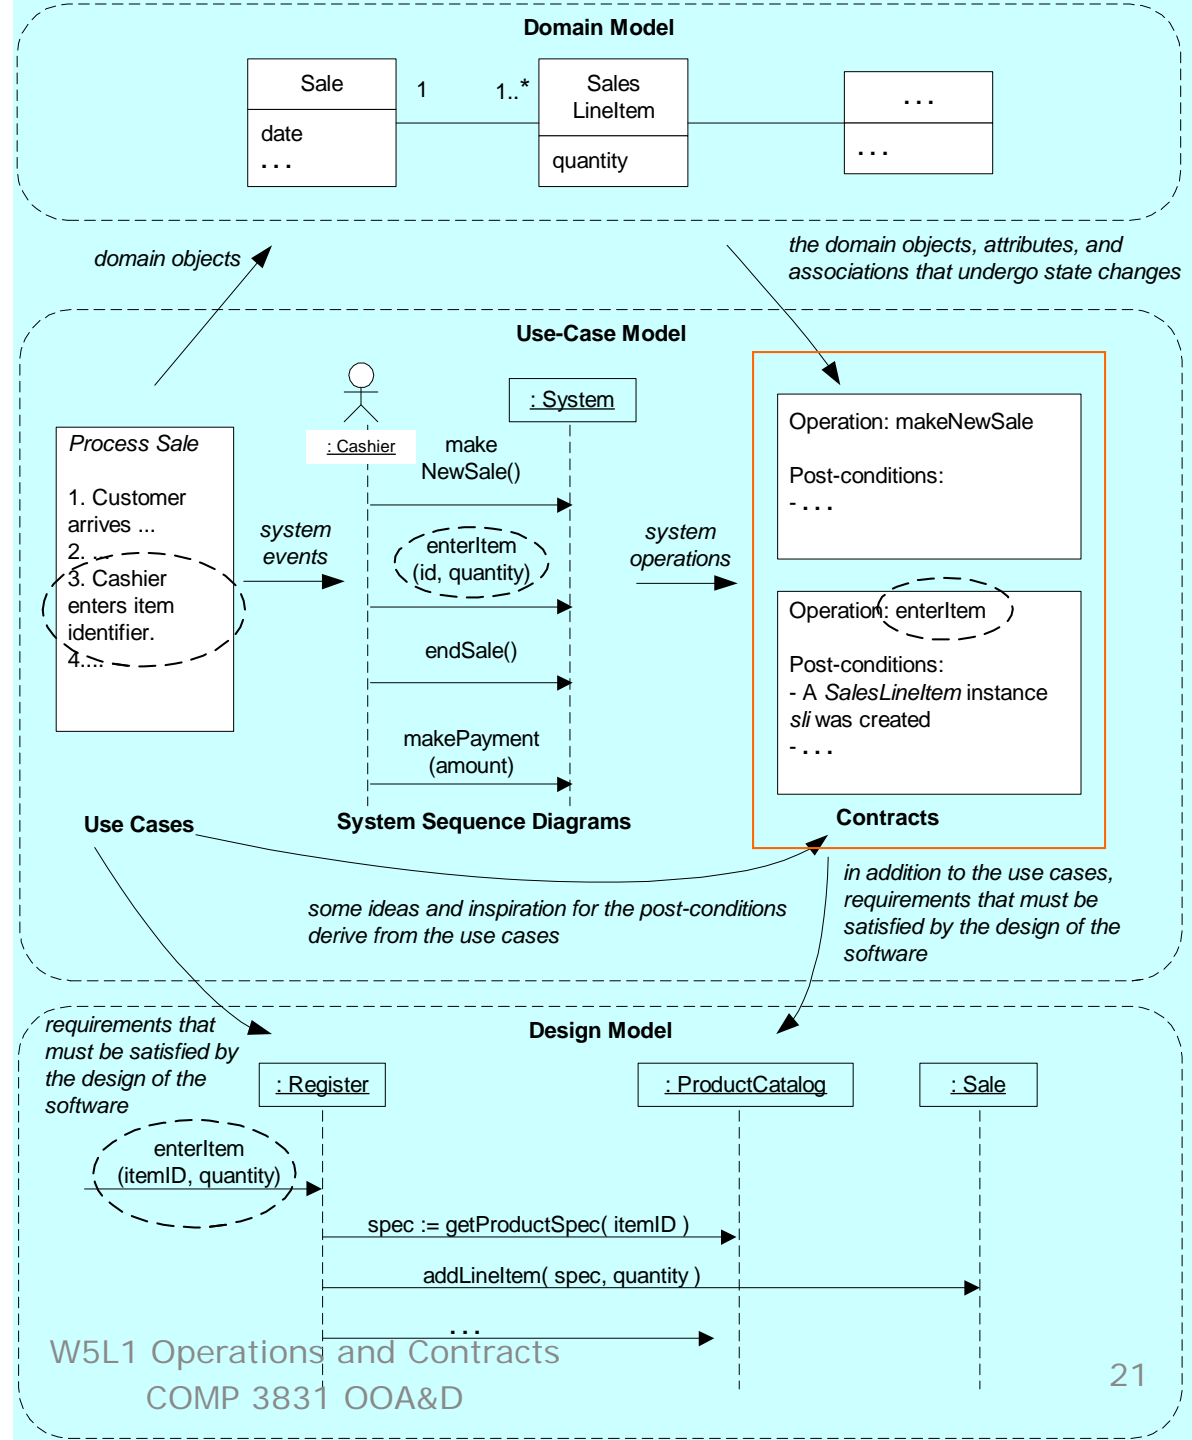 Domain Model
Sale
1
1..*
Sales
LineItem
. . .
date
. . .
quantity
. . .
domain objects
the domain objects, attributes, and
associations that undergo state changes
Use-Case Model
Process Sale
1. Customer
arrives ...
2. ...
3. Cashier
enters item
identifier.
4....
system
events
: Cashier
: System
make
NewSale()
enterItem
(id, quantity)
endSale()
makePayment
(amount)
system
operations
Operation: makeNewSale
Post-conditions:
- . . .
Operation: enterItem
Post-conditions:
- A SalesLineItem instance
sli was created
- . . .
Use Cases
System Sequence Diagrams
Contracts
some ideas and inspiration for the post-conditions
derive from the use cases
in addition to the use cases,
requirements that must be
satisfied by the design of the
software
requirements that
must be satisfied by
the design of the
software
Design Model
: Register
: ProductCatalog
: Sale
enterItem
(itemID, quantity)
spec := getProductSpec( itemID )
addLineItem( spec, quantity )
. . .
W5L1 Operations and Contracts
COMP 3831 OOA&D
21